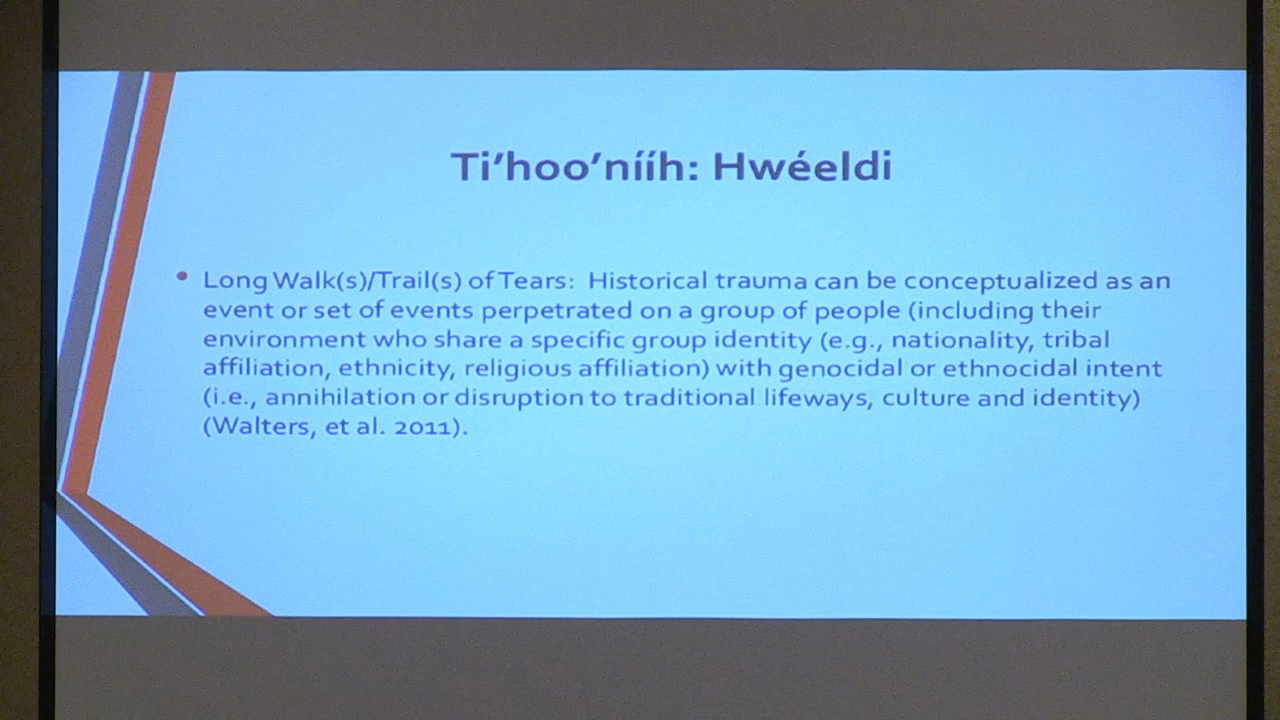 Ti’hoo’nííh: Hwéeldi
• Long Walk(s)/Trail(s) of Tears: Historical trauma can be conceptualized as an
event or set of events perpetrated on a group of people (including their
environment who share a specific group identity (e.g., nationality, tribal
affiliation, ethnicity, religious affiliation) with genocidal or ethnocidal intent
(i.e., annihilation or disruption to traditional lifeways, culture and identity)
(Walters, et al. 2011).